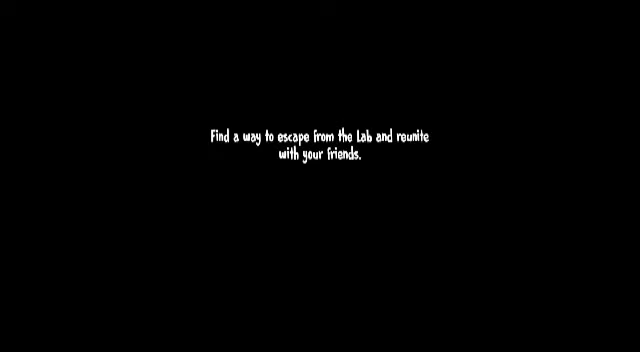 Find a way to escape from the Lab and reunite
with your friends.